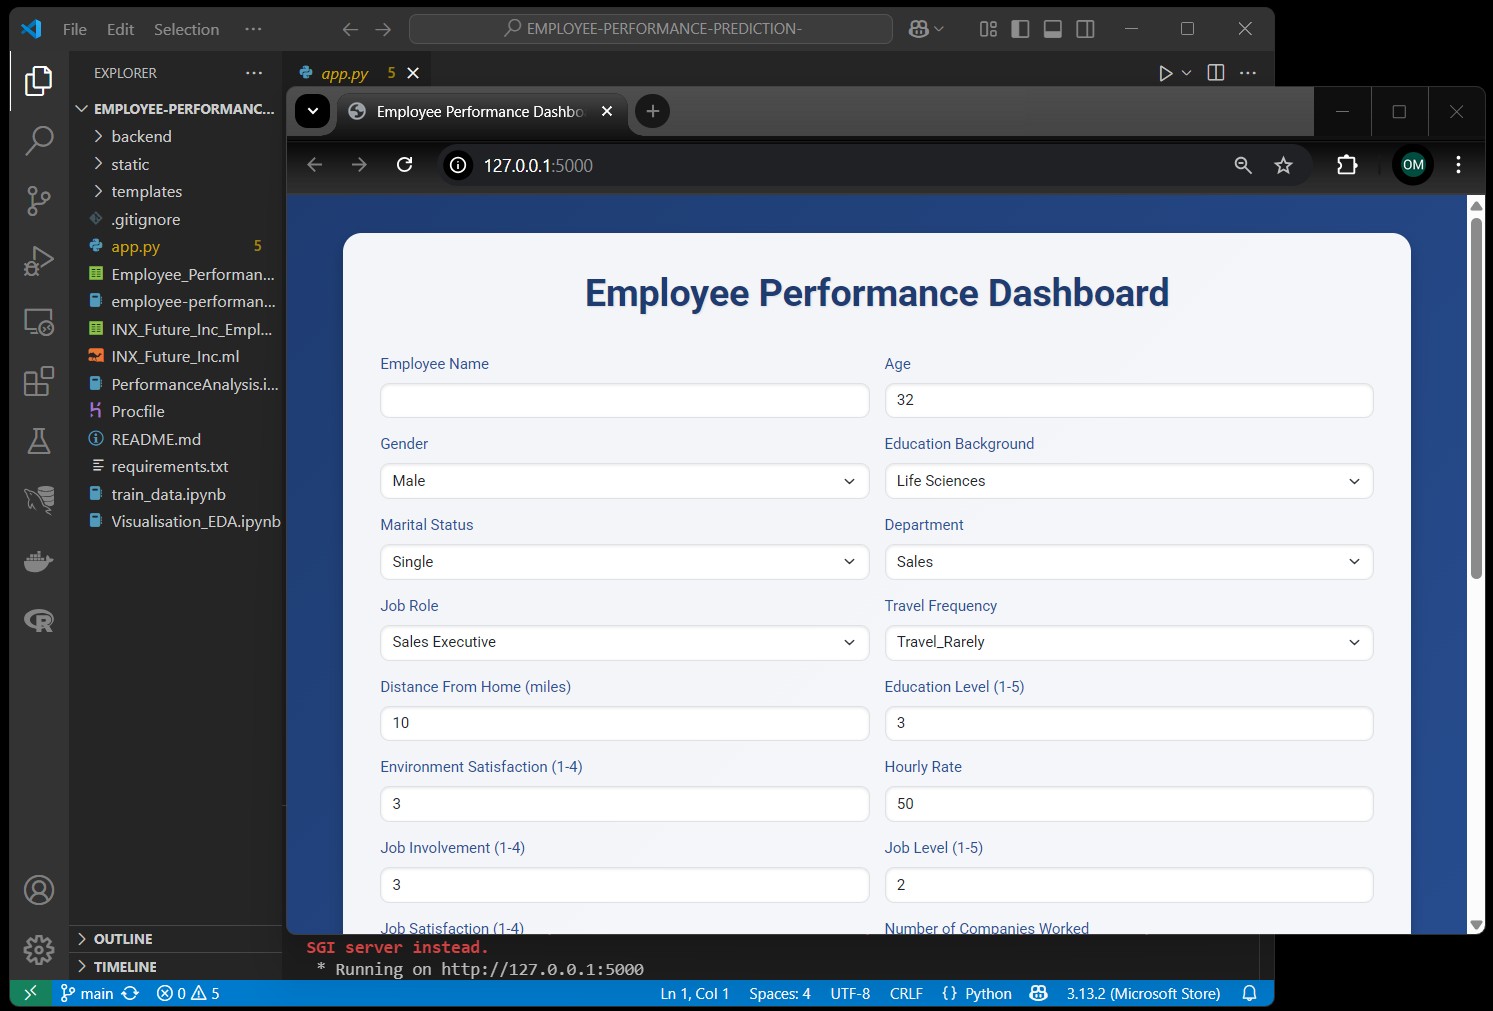 File Edit Selection ···
EMPLOYEE-PERFORMANCE-PREDICTION-
EXPLORER ···
app.py 5
EMPLOYEE-PERFORMANC...
backend
static
templates
.gitignore
app.py 5
Employee_Performan...
employee-performan...
INX_Future_Inc_Empl...
INX_Future_Inc.ml
PerformanceAnalysis.i...
Procfile
README.md
requirements.txt
train_data.ipynb
Visualisation_EDA.ipynb
OUTLINE
TIMELINE
Employee Performance Dashbo
127.0.0.1:5000
OM
Employee Performance Dashboard
Employee Name
Age
32
Gender
Male
Education Background
Life Sciences
Marital Status
Single
Department
Sales
Job Role
Sales Executive
Travel Frequency
Travel_Rarely
Distance From Home (miles)
10
Education Level (1-5)
3
Environment Satisfaction (1-4)
3
Hourly Rate
50
Job Involvement (1-4)
3
Job Level (1-5)
2
Job Satisfaction (1-4)
Number of Companies Worked
SGI server instead.
* Running on http://127.0.0.1:5000
main 0 5 Ln 1, Col 1 Spaces: 4 UTF-8 CRLF {} Python 3.13.2 (Microsoft Store)